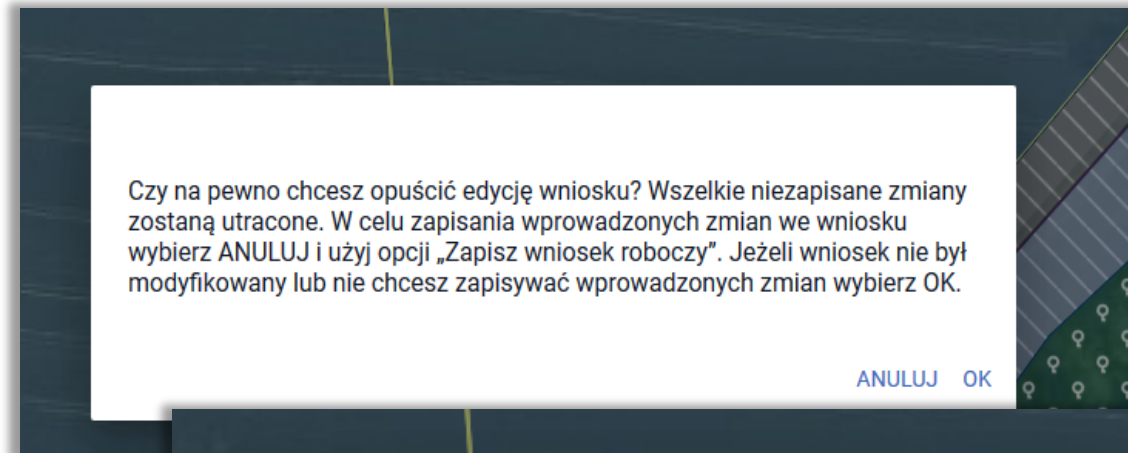 Czy na pewno chcesz opuścić edycję wniosku? Wszelkie niezapisane zmiany
zostaną utracone. W celu zapisania wprowadzonych zmian we wniosku
wybierz ANULUJ i użyj opcji „Zapisz wniosek roboczy”. Jeżeli wniosek nie był
modyfikowany lub nie chcesz zapisywać wprowadzonych zmian wybierz OK.
ANULUJ OK